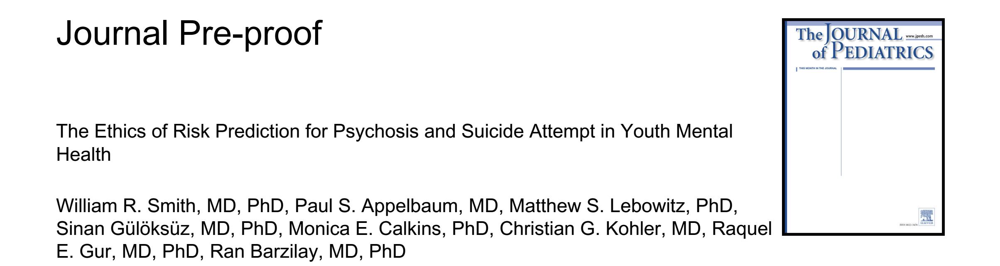 Journal Pre-proof
The JOURNAL
www.jpeds.com
of PEDIATRICS
THIS MONTH IN THE JOURNAL
The Ethics of Risk Prediction for Psychosis and Suicide Attempt in Youth Mental
Health
William R. Smith, MD, PhD, Paul S. Appelbaum, MD, Matthew S. Lebowitz, PhD,
Sinan Gülöksüz, MD, PhD, Monica E. Calkins, PhD, Christian G. Kohler, MD, Raquel
E. Gur, MD, PhD, Ran Barzilay, MD, PhD
ISSN 0022-3476
ELSEVIER